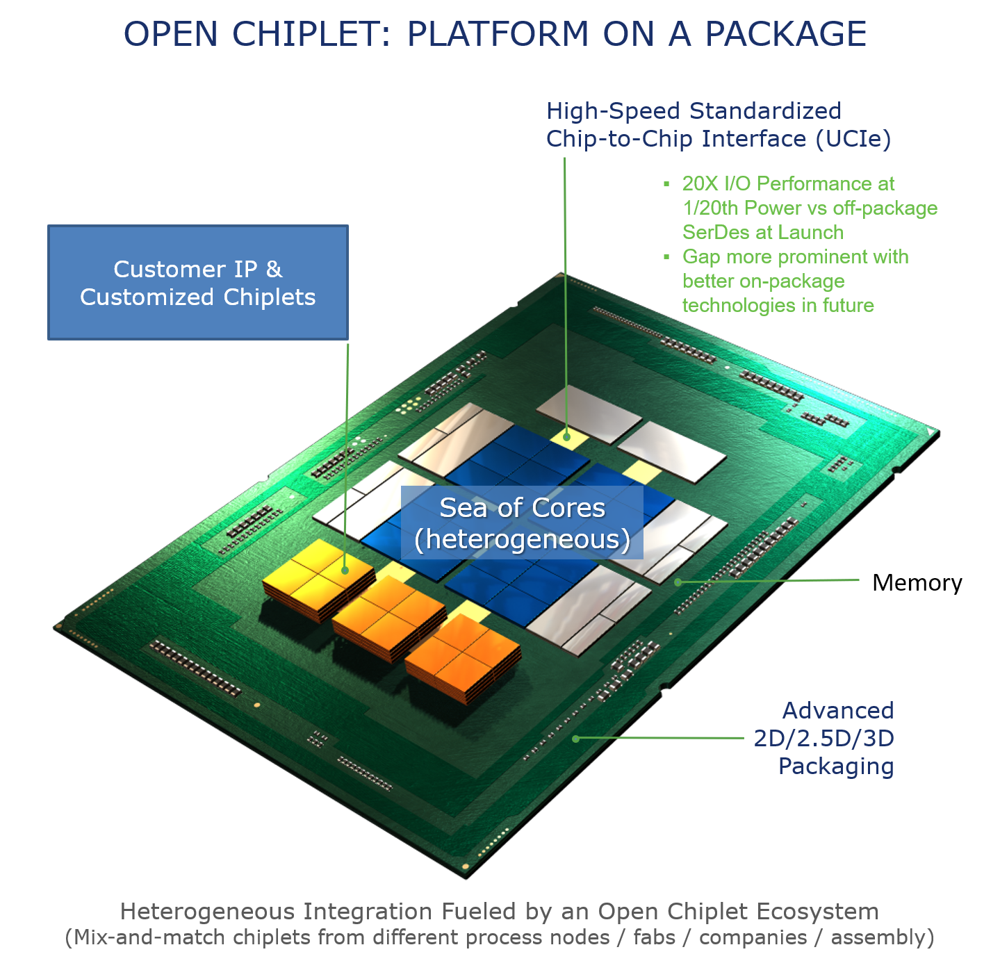 OPEN CHIPLET: PLATFORM ON A PACKAGE
High-Speed Standardized
Chip-to-Chip Interface (UCIe)
▪ 20X I/O Performance at
1/20th Power vs off-package
SerDes at Launch
▪ Gap more prominent with
better on-package
technologies in future
Customer IP &
Customized Chiplets
Sea of Cores
(heterogeneous)
Memory
Advanced
2D/2.5D/3D
Packaging
Heterogeneous Integration Fueled by an Open Chiplet Ecosystem
(Mix-and-match chiplets from different process nodes / fabs / companies / assembly)